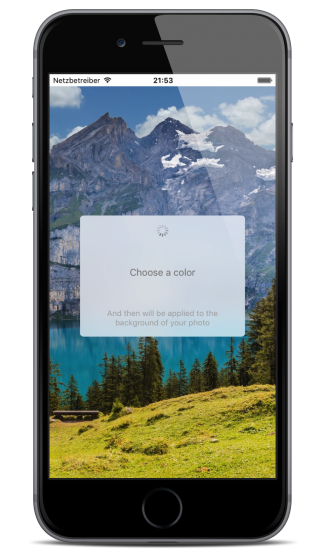 Netzbetreiber 21:53
Choose a color
And then will be applied to the
background of your photo